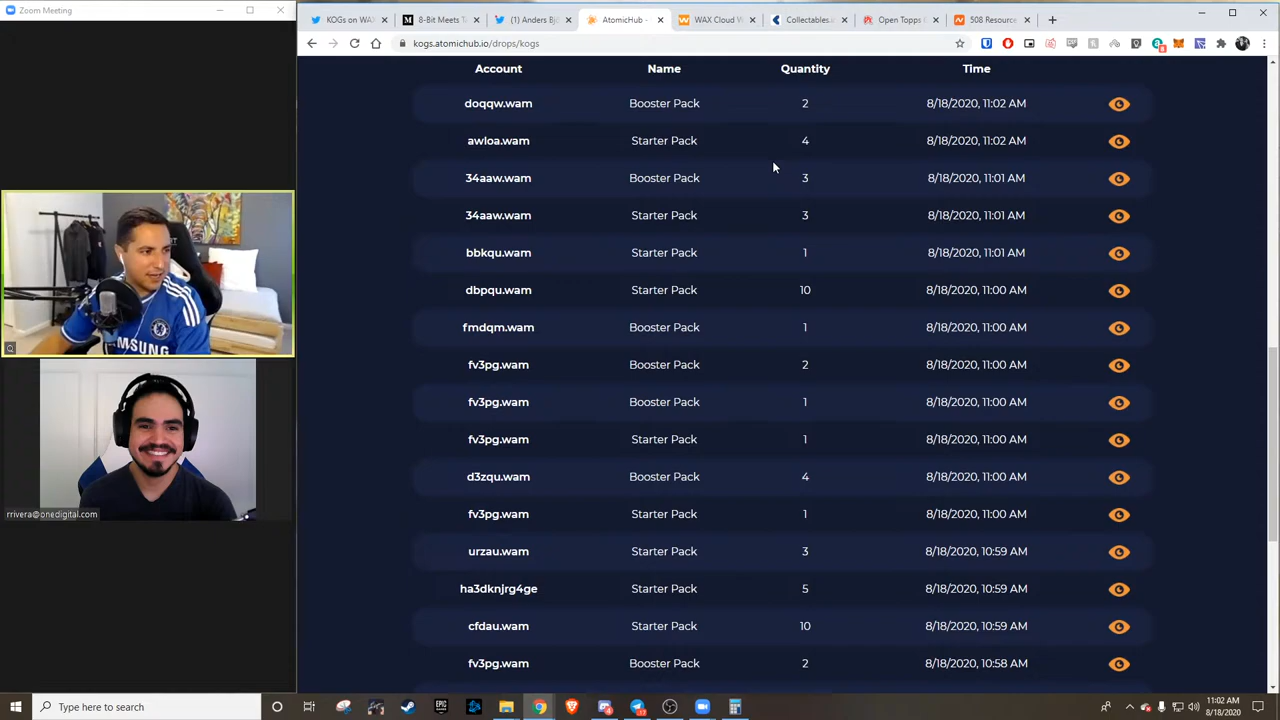 Zoom Meeting
KOGs on WAX
8-Bit Meets T
(1) Anders Bj
AtomicHub -
WAX Cloud W
Collectables.i
Open Topps
508 Resource
kogs.atomichub.io/drops/kogs
Account Name Quantity Time
doqqw.wam Booster Pack 2 8/18/2020, 11:02 AM
awloa.wam Starter Pack 4 8/18/2020, 11:02 AM
34aaw.wam Booster Pack 3 8/18/2020, 11:01 AM
34aaw.wam Starter Pack 3 8/18/2020, 11:01 AM
bbkqu.wam Starter Pack 1 8/18/2020, 11:01 AM
dbpqu.wam Starter Pack 10 8/18/2020, 11:00 AM
fmdqm.wam Booster Pack 1 8/18/2020, 11:00 AM
fv3pg.wam Booster Pack 2 8/18/2020, 11:00 AM
fv3pg.wam Booster Pack 1 8/18/2020, 11:00 AM
fv3pg.wam Starter Pack 1 8/18/2020, 11:00 AM
d3zqu.wam Booster Pack 4 8/18/2020, 11:00 AM
fv3pg.wam Starter Pack 1 8/18/2020, 11:00 AM
urzau.wam Starter Pack 3 8/18/2020, 10:59 AM
ha3dknjrg4ge Starter Pack 5 8/18/2020, 10:59 AM
cfdau.wam Starter Pack 10 8/18/2020, 10:59 AM
fv3pg.wam Booster Pack 2 8/18/2020, 10:58 AM
SAMSUNG
Q
rrivera@onedigital.com
Type here to search
EPIC
11:02 AM
8/18/2020